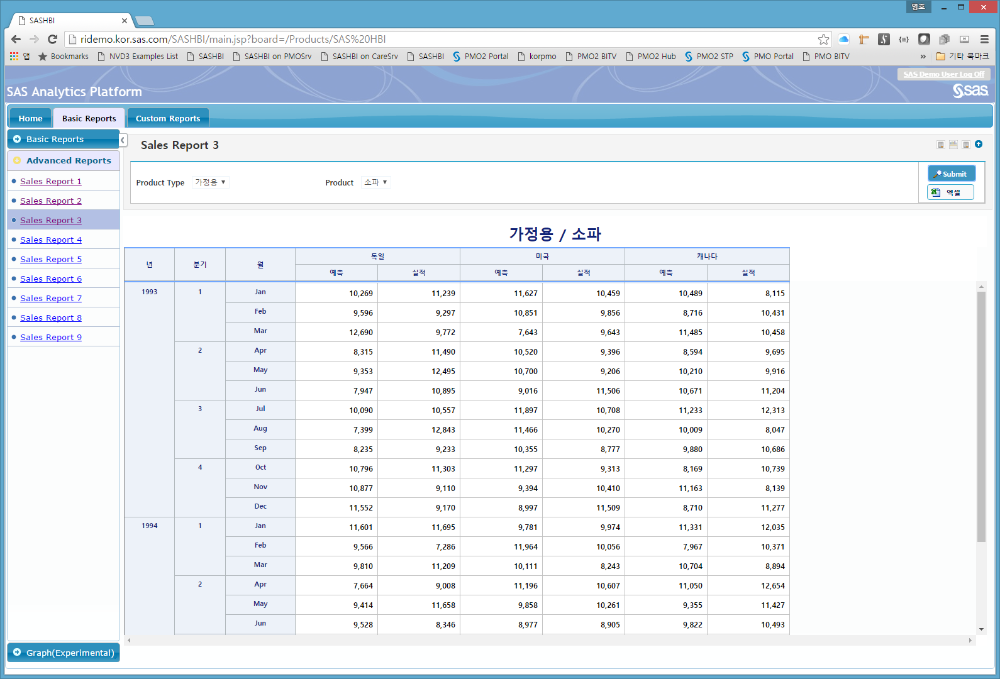 영호
SASHBI
ridemo.kor.sas.com/SASHBI/main.jsp?board=/Products/SAS%20HBI
앱 Bookmarks NVD3 Examples List SASHBI SASHBI on PMOSrv SASHBI on CareSrv SASHBI PMO2 Portal korpmo PMO2 BITV PMO2 Hub PMO2 STP PMO Portal PMO BITV » 기타 북마크
SAS Demo User Log Off
SAS Analytics Platform
sas
Home Basic Reports Custom Reports
Basic Reports
Advanced Reports
Sales Report 1
Sales Report 2
Sales Report 3
Sales Report 4
Sales Report 5
Sales Report 6
Sales Report 7
Sales Report 8
Sales Report 9
Graph(Experimental)
Sales Report 3
Product Type 가정용 Product 소파
Submit
엑셀
가정용 / 소파
년 분기 월 독일 미국 캐나다
예측 실적 예측 실적 예측 실적
1993 1 Jan 10,269 11,239 11,627 10,459 10,489 8,115
Feb 9,596 9,297 10,851 9,856 8,716 10,431
Mar 12,690 9,772 7,643 9,643 11,485 10,458
2 Apr 8,315 11,490 10,520 9,396 8,594 9,695
May 9,353 12,495 10,700 9,206 10,210 9,916
Jun 7,947 10,895 9,016 11,506 10,671 11,204
3 Jul 10,090 10,557 11,897 10,708 11,233 12,313
Aug 7,399 12,843 11,466 10,270 10,009 8,047
Sep 8,235 9,233 10,355 8,777 9,880 10,686
4 Oct 10,796 11,303 11,297 9,313 8,169 10,739
Nov 10,877 9,110 9,394 10,410 11,163 8,139
Dec 11,552 9,170 8,997 11,509 8,710 11,277
1994 1 Jan 11,601 11,695 9,781 9,974 11,331 12,035
Feb 9,566 7,286 11,964 10,056 7,967 10,371
Mar 9,810 11,209 10,111 8,243 10,704 8,894
2 Apr 7,664 9,008 11,196 10,607 11,050 12,654
May 9,414 11,658 9,858 10,261 9,355 11,427
Jun 9,528 8,346 8,977 8,905 9,822 10,493